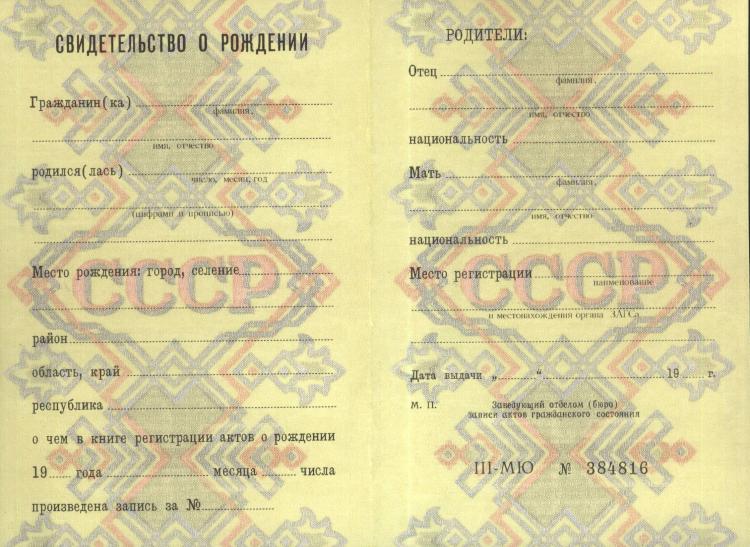 СВИДЕТЕЛЬСТВО О РОЖДЕНИИ
Гражданин(ка)
фамилия,
имя, отчество
родился(лась)
число, месяц, год
(цифрами и прописью)
Место рождения: город, селение
СССР
район
область, край
республика
о чем в книге регистрации актов о рождении
19 года месяца числа
произведена запись за №
РОДИТЕЛИ:
Отец
фамилия,
имя, отчество
национальность
Мать
фамилия,
имя, отчество
национальность
Место регистрации
наименование
СССР
и местонахождения органа ЗАГСа
Дата выдачи „ “ 19 г.
М. П. Заведующий отделом (бюро)
записи актов гражданского состояния
III-МЮ № 384816